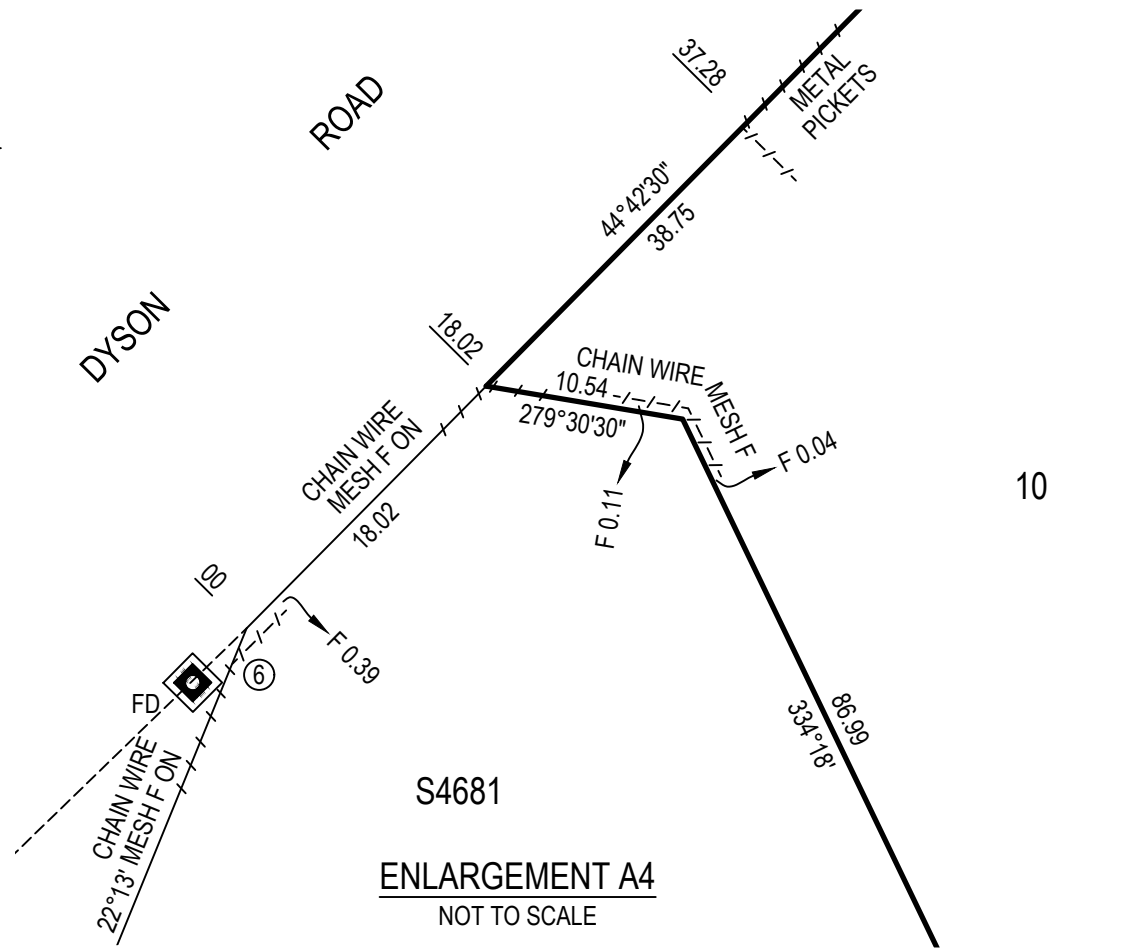 37.28
METAL
PICKETS
ROAD
44°42'30"
38.75
DYSON
18.02
CHAIN WIRE MESH F
10.54
279°30'30"
F 0.04
F 0.11
CHAIN WIRE
MESH F ON
18.02
10
00
F 0.39
6
FD
86.99
334°18'
CHAIN WIRE
MESH F ON
22°13'
S4681
ENLARGEMENT A4
NOT TO SCALE